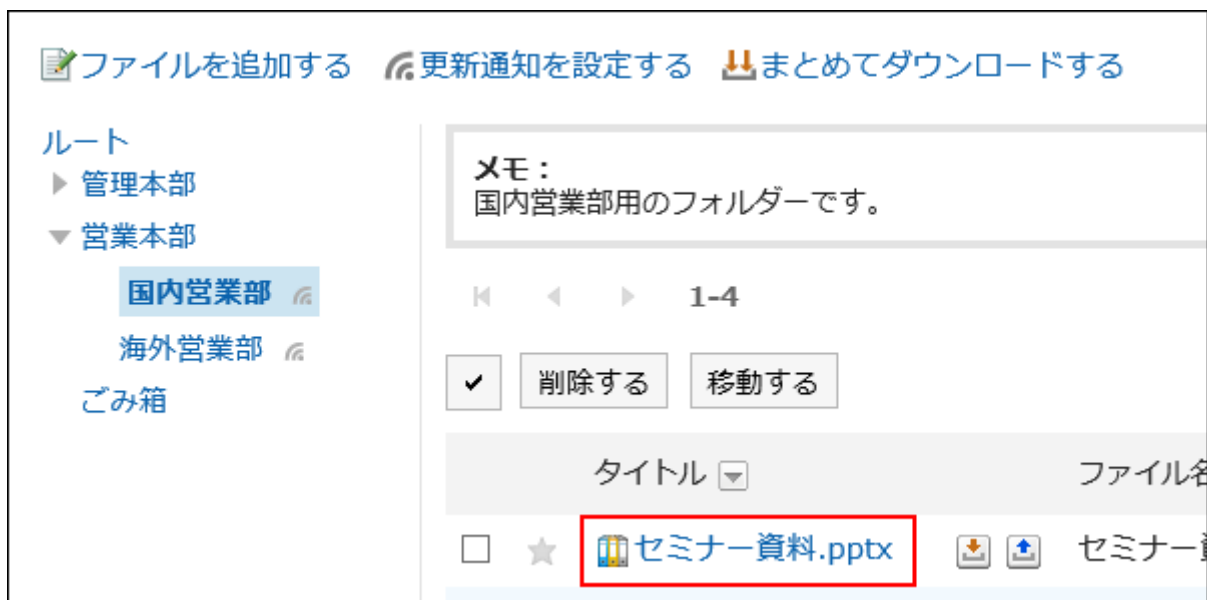 ファイルを追加する 更新通知を設定する まとめてダウンロードする
ルート
管理本部
営業本部
国内営業部
海外営業部
ごみ箱
メモ：
国内営業部用のフォルダーです。
1-4
削除する 移動する
タイトル ファイル名
セミナー資料.pptx セミナー